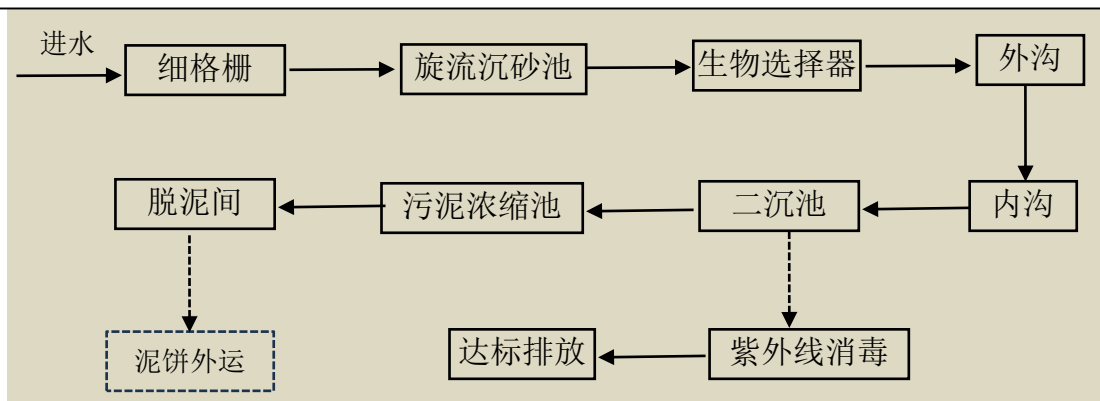 进水
细格栅
旋流沉砂池
生物选择器
外沟
脱泥间
污泥浓缩池
二沉池
内沟
泥饼外运
达标排放
紫外线消毒